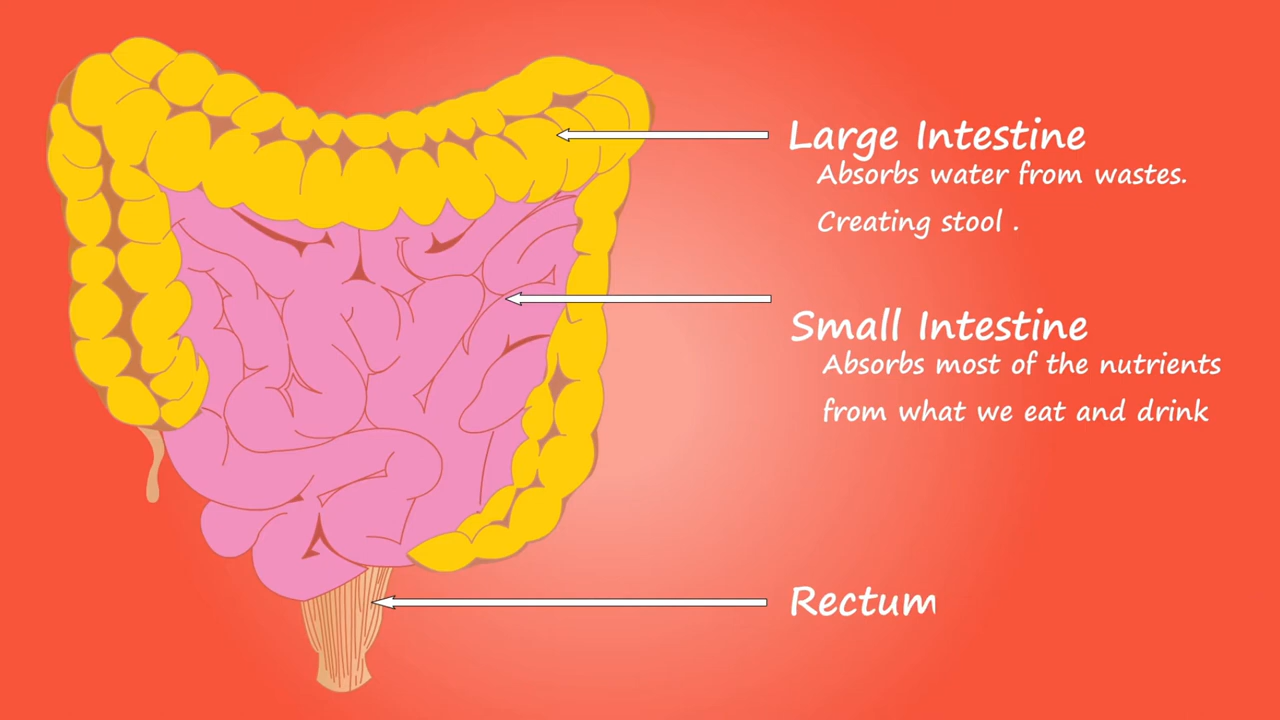 Large Intestine
Absorbs water from wastes.
Creating stool .
Small Intestine
Absorbs most of the nutrients
from what we eat and drink
Rectum